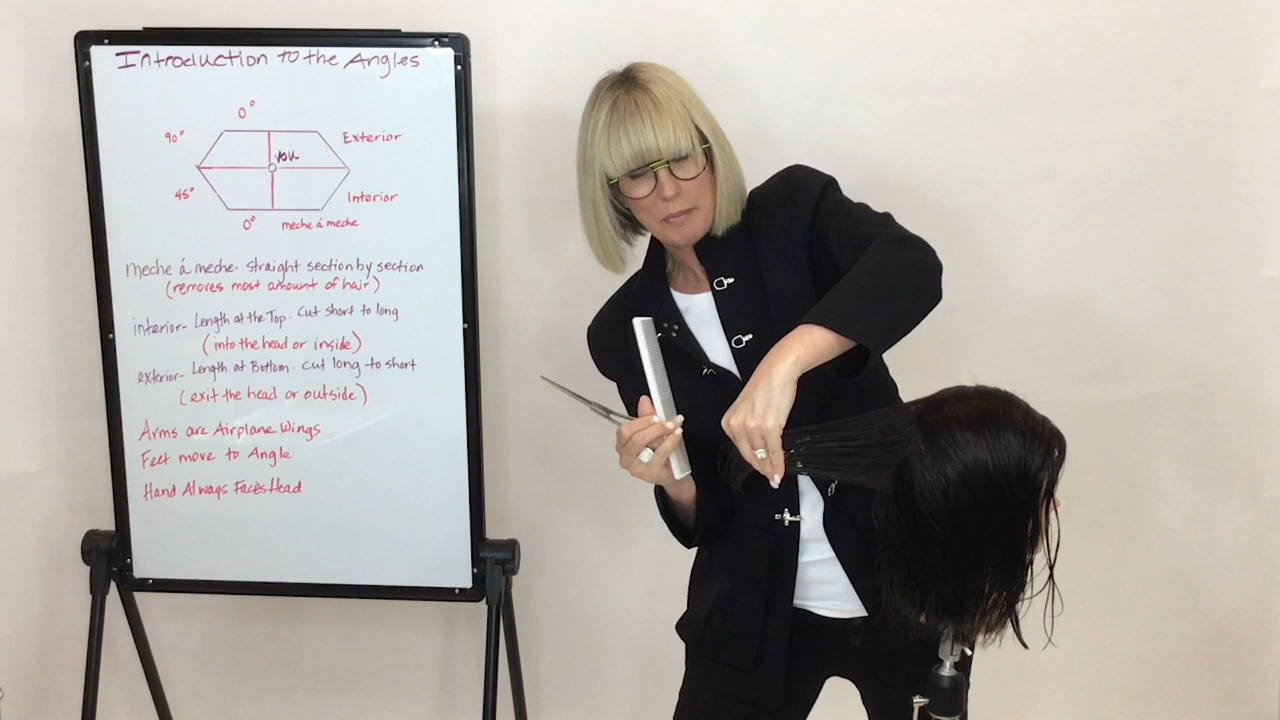 Introduction to the Angles
0°
90°
Exterior
you
45°
Interior
0°
meche á meche
meche á meche- straight section by section
(removes most amount of hair)
interior- Length at the Top. Cut short to long
(into the head or inside)
exterior- Length at Bottom. Cut long to short
(exit the head or outside)
Arms are Airplane Wings
Feet move to Angle
Hand Always Faces Head